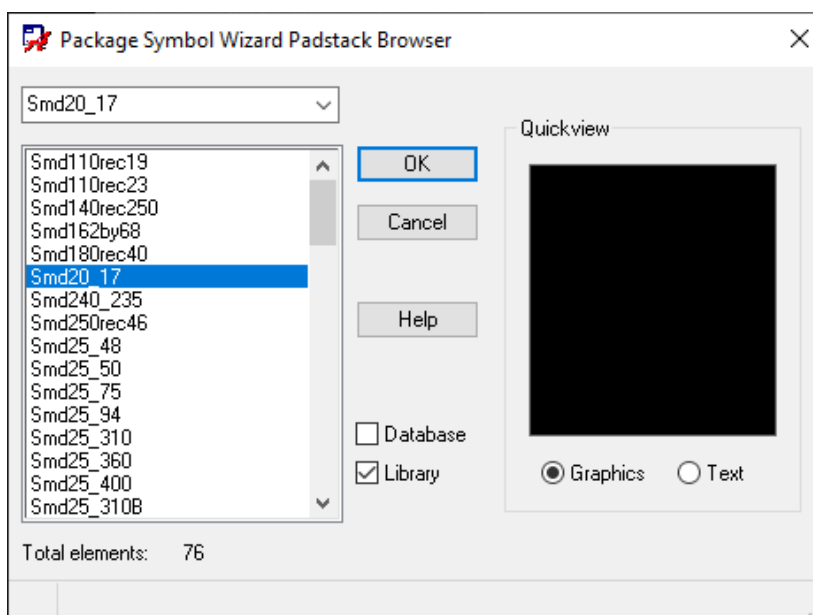 Package Symbol Wizard Padstack Browser
Smd20_17
Smd110rec19
Smd110rec23
Smd140rec250
Smd162by68
Smd180rec40
Smd20_17
Smd240_235
Smd250rec46
Smd25_48
Smd25_50
Smd25_75
Smd25_94
Smd25_310
Smd25_360
Smd25_400
Smd25_310B
Total elements: 76
OK
Cancel
Help
Database
Library
Quickview
Graphics
Text